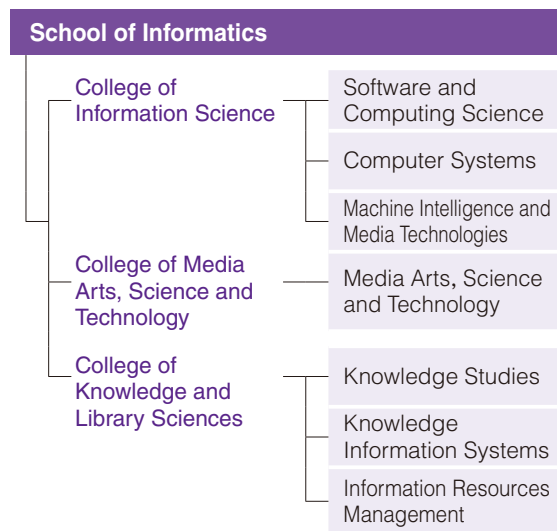 School of Informatics
College of
Information Science
Software and
Computing Science
Computer Systems
Machine Intelligence and
Media Technologies
College of Media
Arts, Science and
Technology
Media Arts, Science
and Technology
College of
Knowledge and
Library Sciences
Knowledge Studies
Knowledge
Information Systems
Information Resources
Management